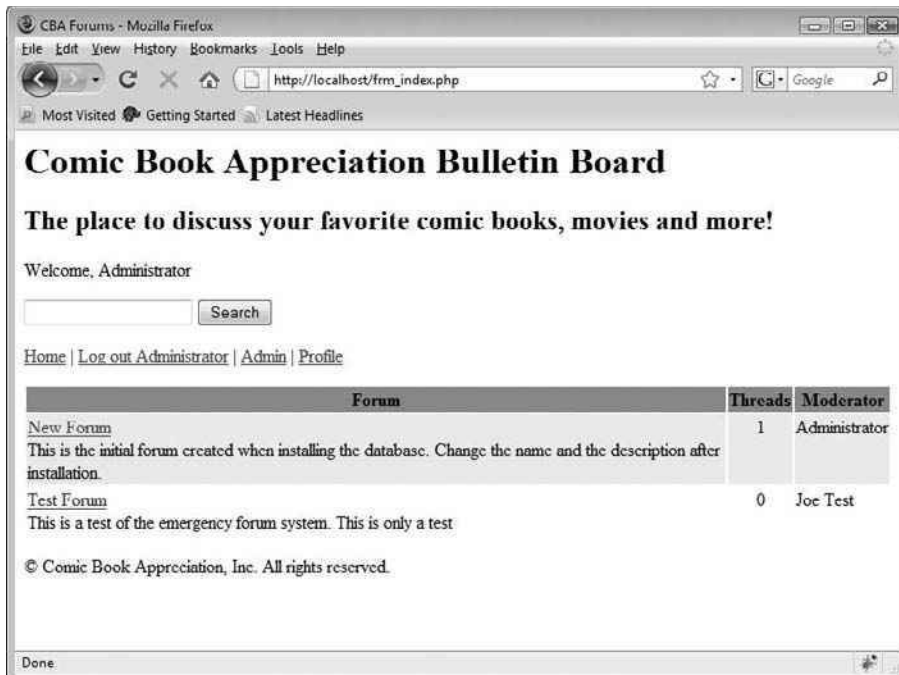 CBA Forums - Mozilla Firefox
File Edit View History Bookmarks Tools Help
http://localhost/frm_index.php
G Google
Most Visited Getting Started Latest Headlines
Comic Book Appreciation Bulletin Board
The place to discuss your favorite comic books, movies and more!
Welcome, Administrator
Search
Home | Log out Administrator | Admin | Profile
Forum Threads Moderator
New Forum 1 Administrator
This is the initial forum created when installing the database. Change the name and the description after
installation.
Test Forum 0 Joe Test
This is a test of the emergency forum system. This is only a test
© Comic Book Appreciation, Inc. All rights reserved.
Done